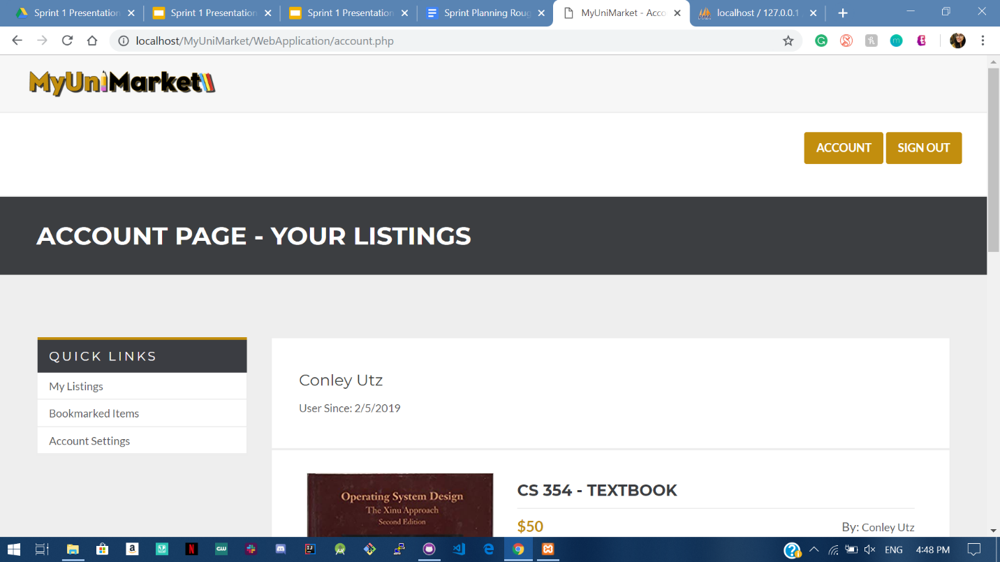 Sprint 1 Presentation
Sprint 1 Presentation
Sprint 1 Presentation
Sprint Planning Roug
MyUniMarket - Acco
localhost / 127.0.0.1
localhost/MyUniMarket/WebApplication/account.php
MyUniMarket
ACCOUNT
SIGN OUT
ACCOUNT PAGE - YOUR LISTINGS
QUICK LINKS
My Listings
Bookmarked Items
Account Settings
Conley Utz
User Since: 2/5/2019
Operating System Design
The Xinu Approach
Second Edition
CS 354 - TEXTBOOK
$50
By: Conley Utz
ENG
4:48 PM